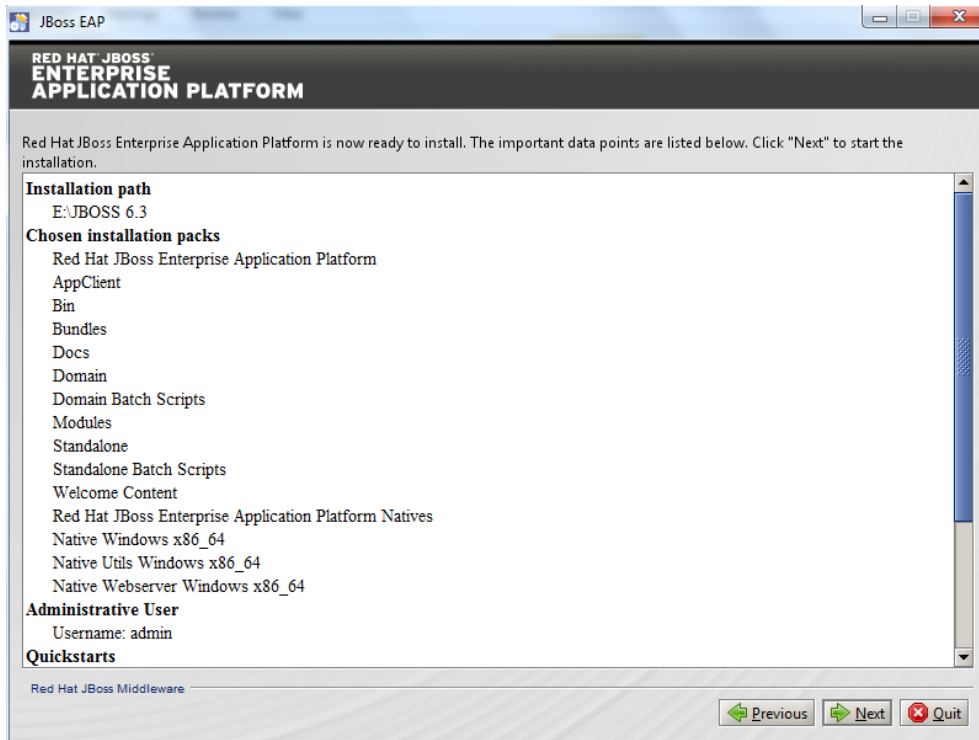 JBoss EAP
RED HAT JBOSS
ENTERPRISE
APPLICATION PLATFORM
Red Hat JBoss Enterprise Application Platform is now ready to install. The important data points are listed below. Click "Next" to start the
installation.
Installation path
E:\JBOSS 6.3
Chosen installation packs
Red Hat JBoss Enterprise Application Platform
AppClient
Bin
Bundles
Docs
Domain
Domain Batch Scripts
Modules
Standalone
Standalone Batch Scripts
Welcome Content
Red Hat JBoss Enterprise Application Platform Natives
Native Windows x86_64
Native Utils Windows x86_64
Native Webserver Windows x86_64
Administrative User
Username: admin
Quickstarts
Red Hat JBoss Middleware
Previous Next Quit